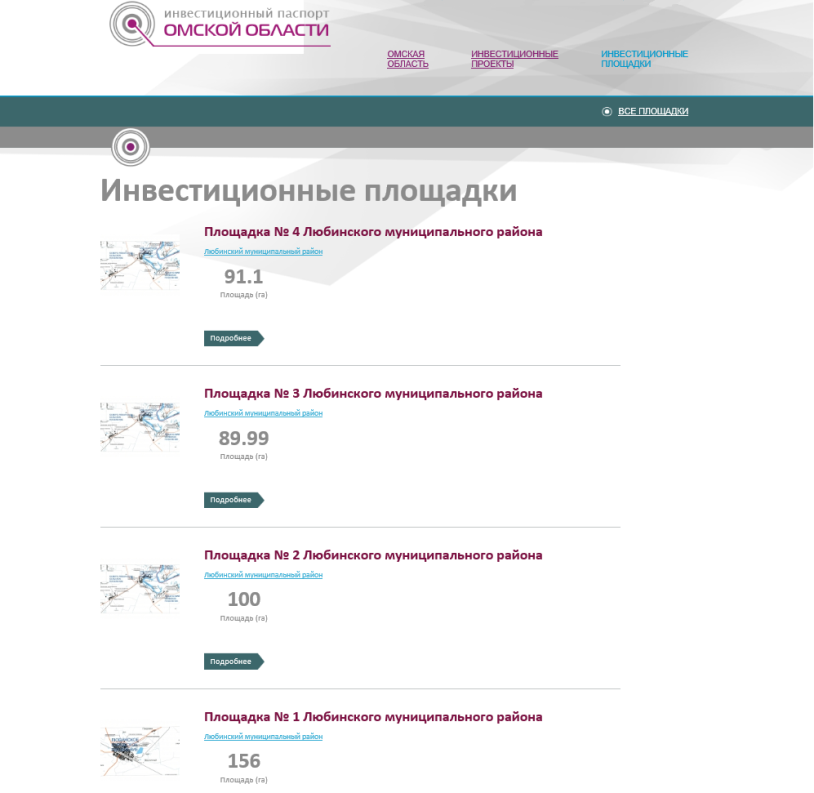 инвестиционный паспорт
ОМСКОЙ ОБЛАСТИ
ОМСКАЯ
ОБЛАСТЬ
ИНВЕСТИЦИОННЫЕ
ПРОЕКТЫ
ИНВЕСТИЦИОННЫЕ
ПЛОЩАДКИ
ВСЕ ПЛОЩАДКИ
Инвестиционные площадки
Площадка № 4 Любинского муниципального района
Любинский муниципальный район
91.1
Площадь (га)
Подробнее
Площадка № 3 Любинского муниципального района
Любинский муниципальный район
89.99
Площадь (га)
Подробнее
Площадка № 2 Любинского муниципального района
Любинский муниципальный район
100
Площадь (га)
Подробнее
Площадка № 1 Любинского муниципального района
Любинский муниципальный район
156
Площадь (га)